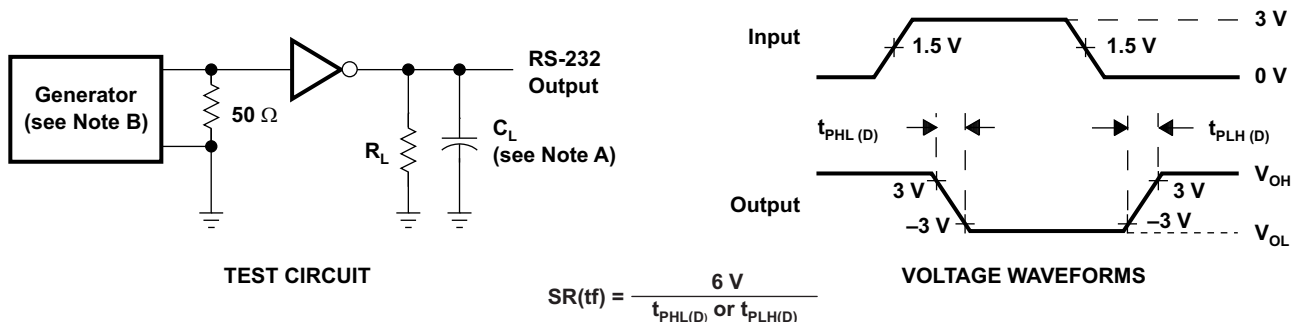 Generator
(see Note B)
50 Ω
RS-232
Output
R_L
C_L
(see Note A)
TEST CIRCUIT
Input
1.5 V
1.5 V
3 V
0 V
t_PHL (D)
t_PLH (D)
Output
3 V
–3 V
3 V
–3 V
V_OH
V_OL
VOLTAGE WAVEFORMS
SR(tf) = 6 V / t_PHL(D) or t_PLH(D)